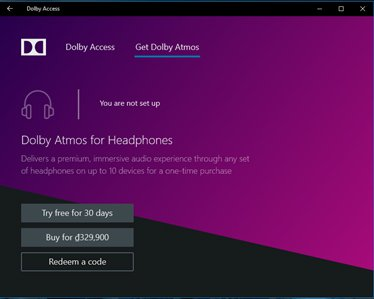 Dolby Access
Dolby Access
Get Dolby Atmos
You are not set up
Dolby Atmos for Headphones
Delivers a premium, immersive audio experience through any set
of headphones on up to 10 devices for a one-time purchase
Try free for 30 days
Buy for ₫329,900
Redeem a code